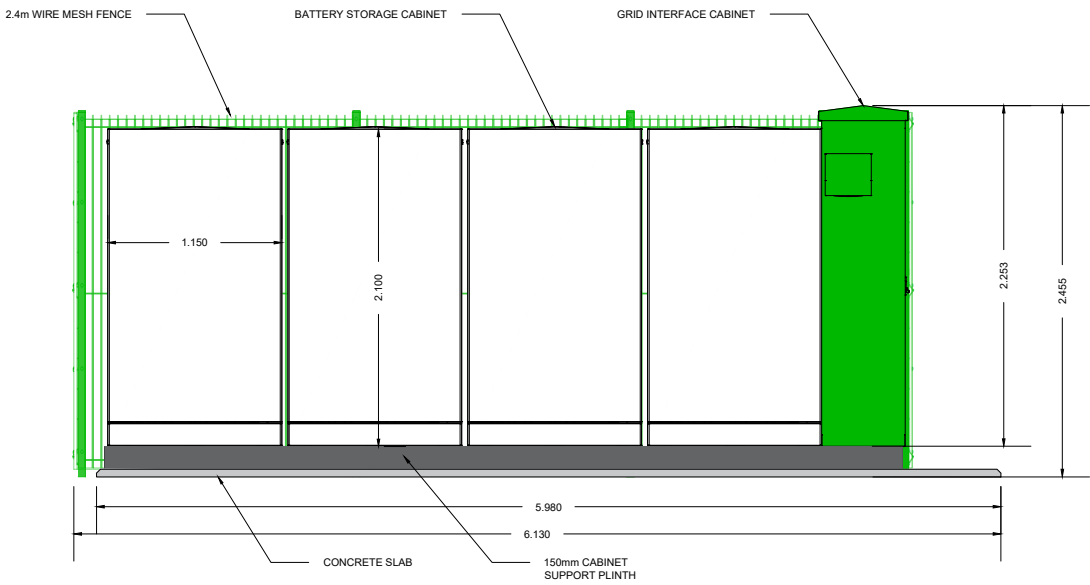 2.4m WIRE MESH FENCE
BATTERY STORAGE CABINET
GRID INTERFACE CABINET
1.150
2.100
2.253
2.455
5.980
6.130
CONCRETE SLAB
150mm CABINET
SUPPORT PLINTH